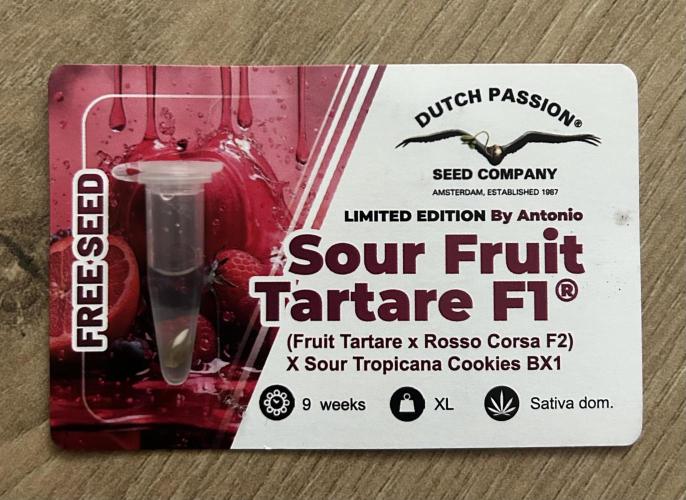 FREE SEED
DUTCH PASSION®
SEED COMPANY
AMSTERDAM, ESTABLISHED 1987
LIMITED EDITION By Antonio
Sour Fruit
Tartare F1®
(Fruit Tartare x Rosso Corsa F2)
X Sour Tropicana Cookies BX1
9 weeks XL Sativa dom.